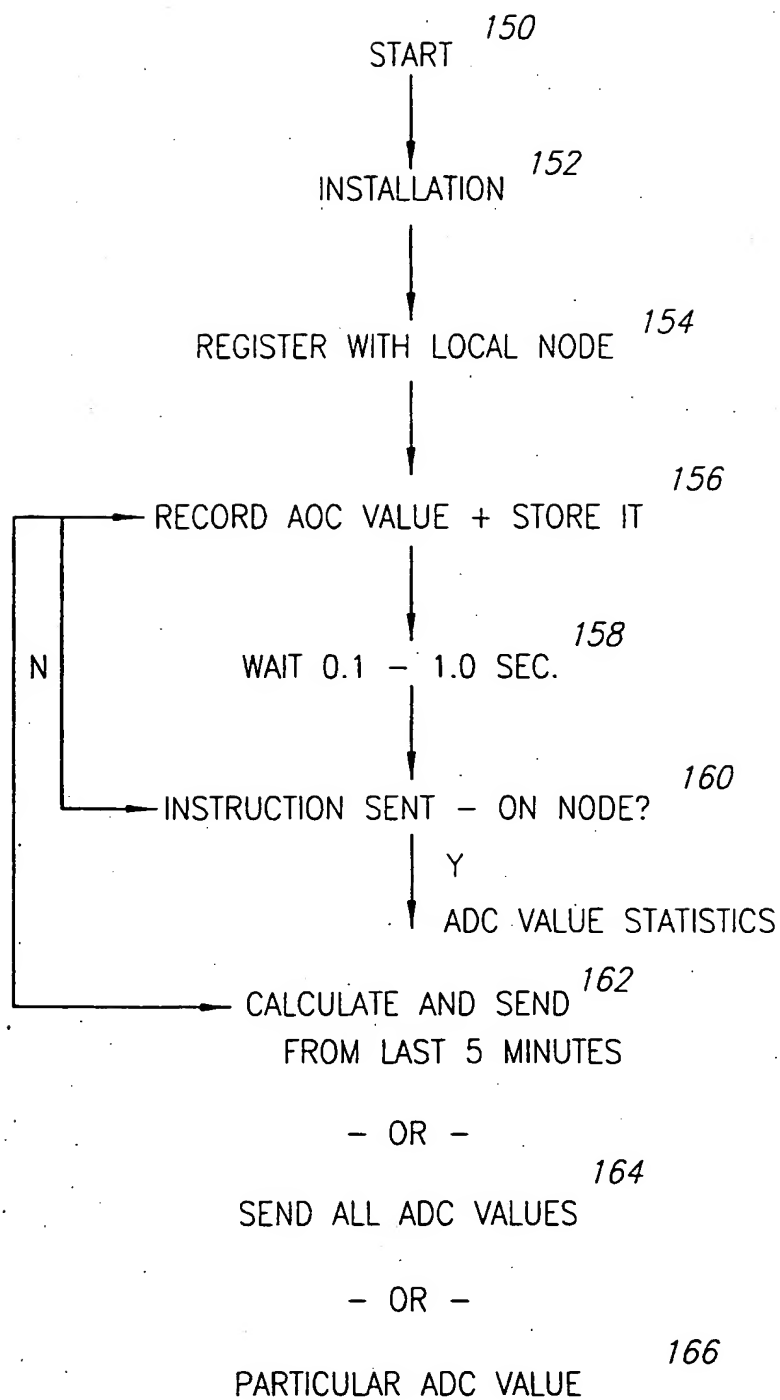 START 150
INSTALLATION 152
REGISTER WITH LOCAL NODE 154
RECORD AOC VALUE + STORE IT 156
N
WAIT 0.1 – 1.0 SEC. 158
INSTRUCTION SENT – ON NODE? 160
Y
ADC VALUE STATISTICS
CALCULATE AND SEND 162
FROM LAST 5 MINUTES
– OR –
SEND ALL ADC VALUES 164
– OR –
PARTICULAR ADC VALUE 166